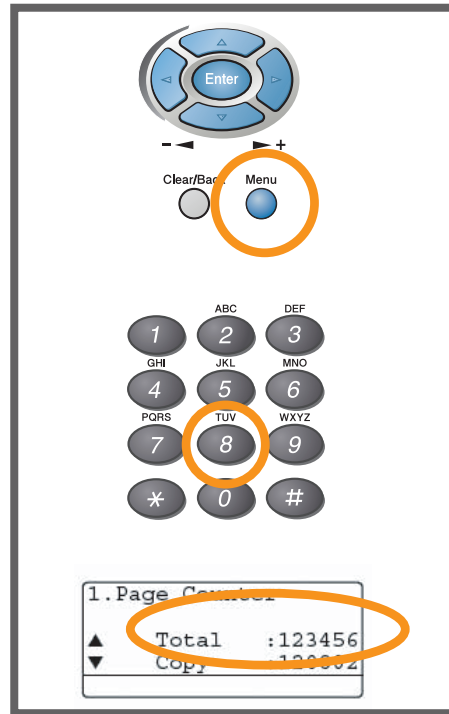 Enter
- +
Clear/Back Menu
ABC DEF
1 2 3
GHI JKL MNO
4 5 6
PQRS TUV WXYZ
7 8 9
* 0 #
1.Page Counter
Total :123456
Copy